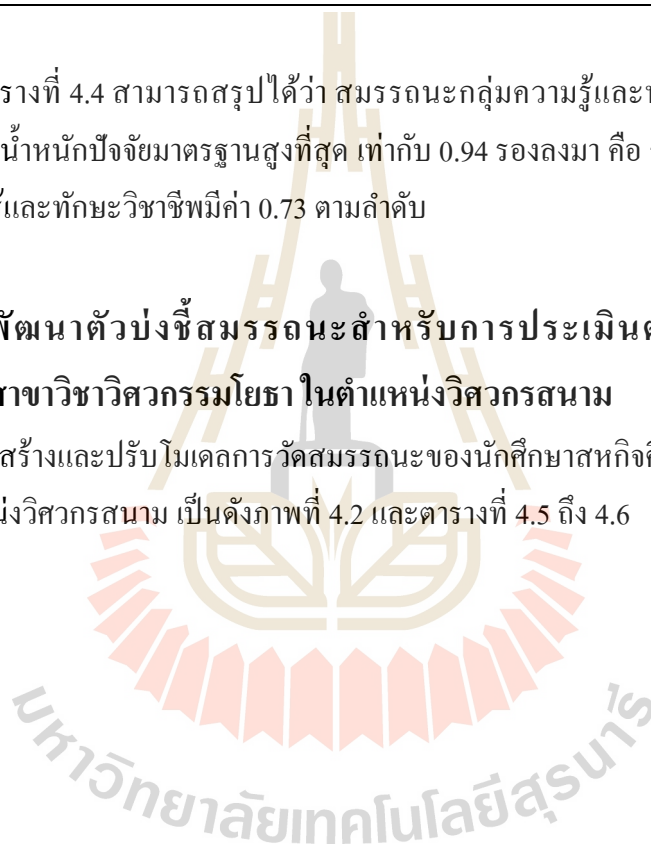 รางที่ 4.4 สามารถสรุปได้ว่า สมรรถนะกลุ่มความรู้และ
น้ำหนักปัจจัยมาตรฐานสูงที่สุด เท่ากับ 0.94 รองลงมา คือ
และทักษะวิชาชีพมีค่า 0.73 ตามลำดับ
พัฒนาตัวบ่งชี้สมรรถนะสำหรับการประเมิน
สาขาวิชาวิศวกรรมโยธา ในตำแหน่งวิศวกรสนาม
สร้างและปรับโมเดลการวัดสมรรถนะของนักศึกษาสหกิจ
น่งวิศวกรสนาม เป็นดังภาพที่ 4.2 และตารางที่ 4.5 ถึง 4.6
มหาวิทยาลัยเทคโนโลยีสุรนารี